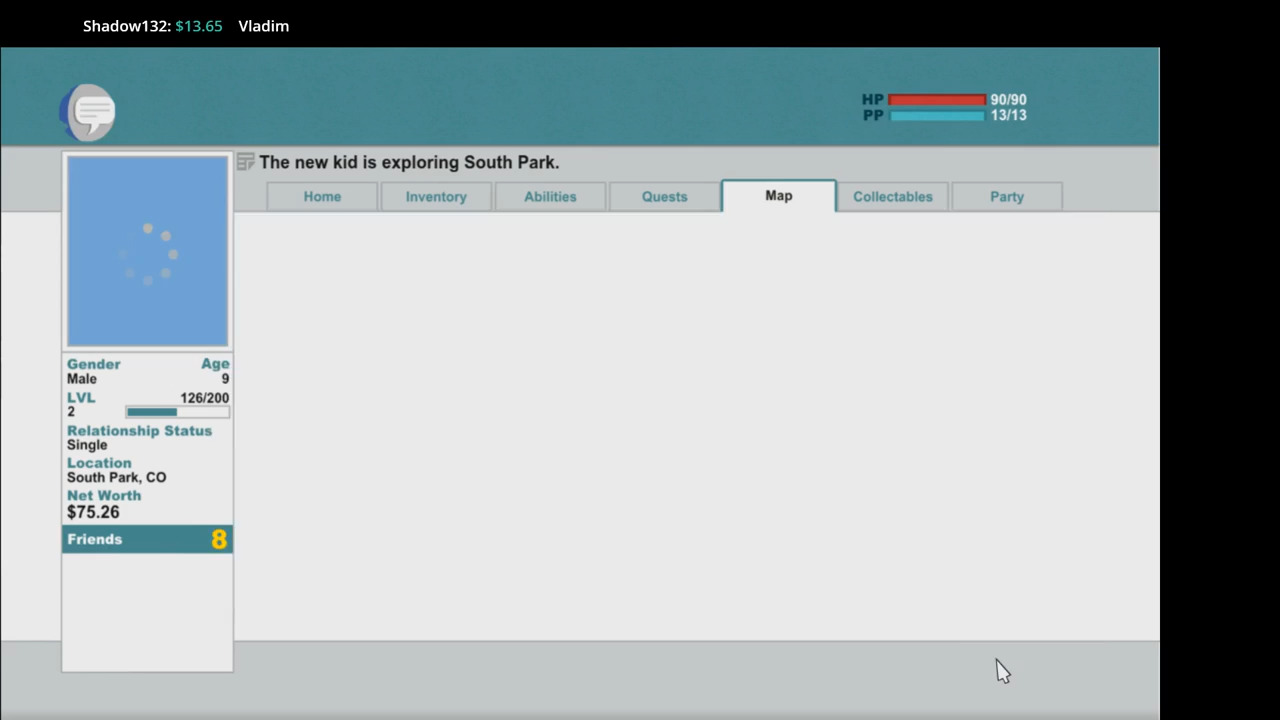 Shadow132: $13.65 Vladim
HP 90/90
PP 13/13
The new kid is exploring South Park.
Home Inventory Abilities Quests Map Collectables Party
Gender Age
Male 9
LVL 126/200
2
Relationship Status
Single
Location
South Park, CO
Net Worth
$75.26
Friends 8